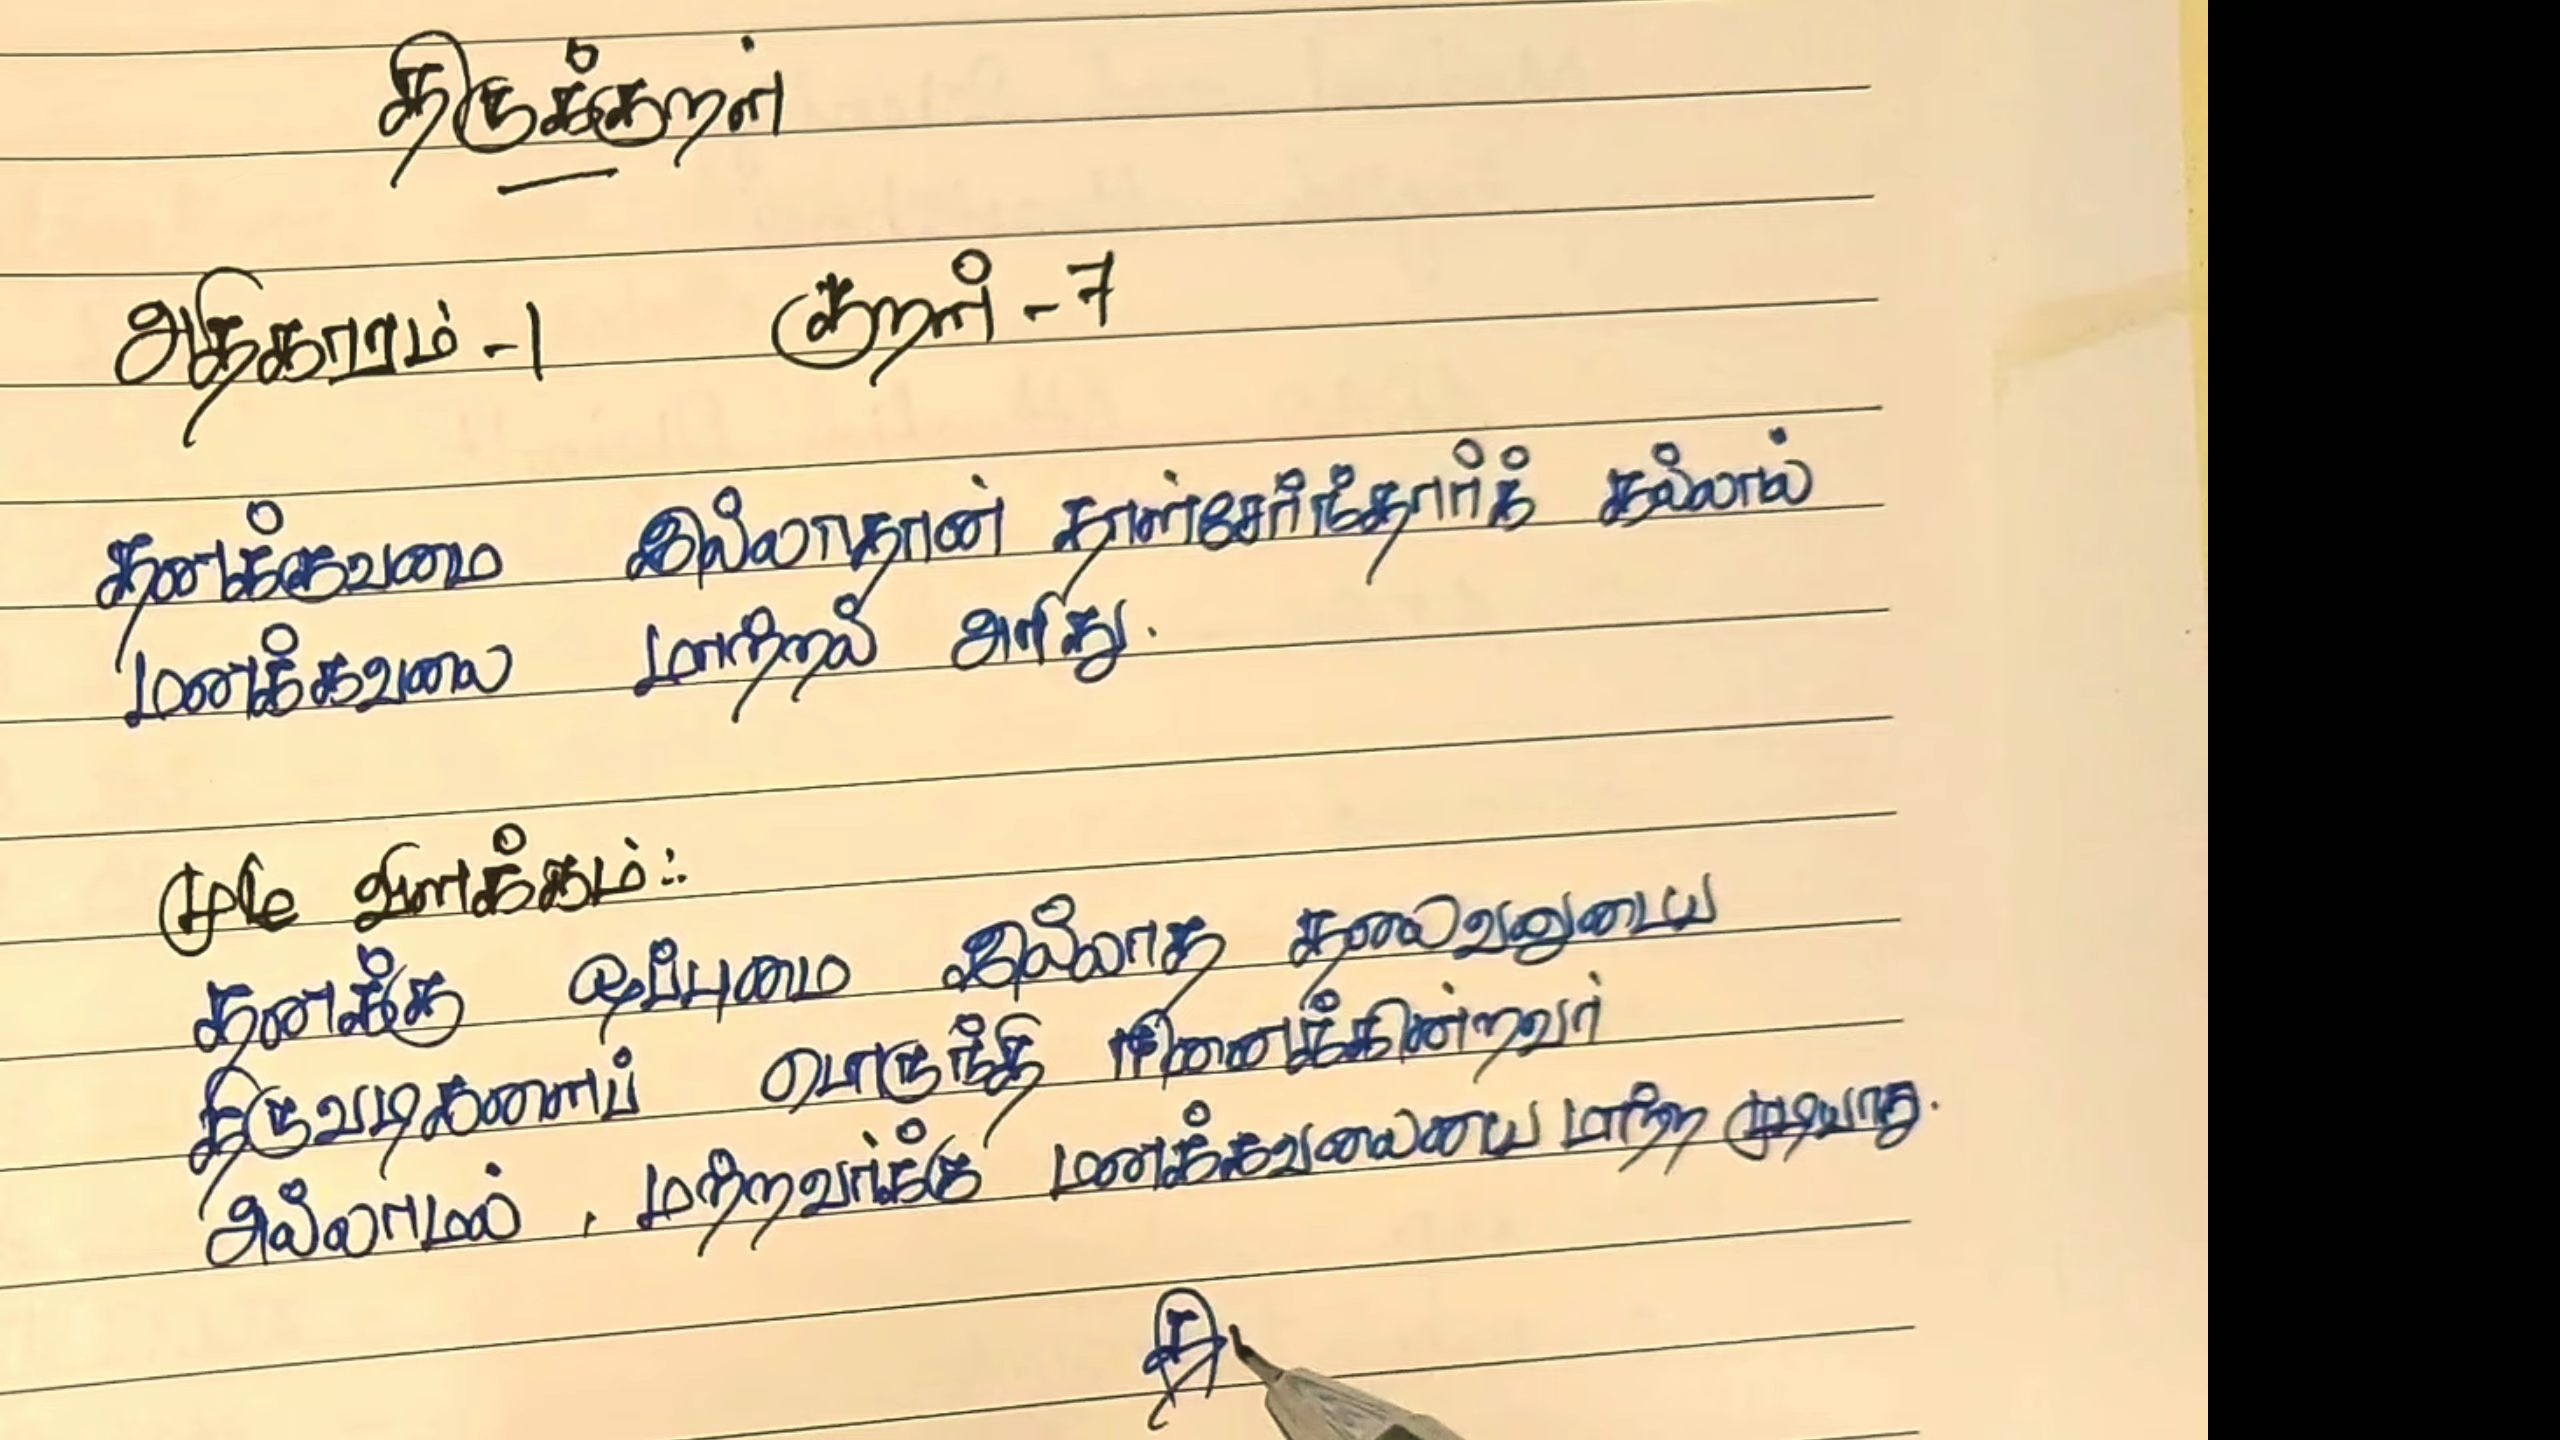 திருக்குறள்
அதிகாரம் - 1 குறள் - 7
தனக்குவமை இல்லாதான் தாள்சேர்ந்தார்க் கல்லால்
மனக்கவலை மாற்றல் அரிது.
மு.வ விளக்கம்::
தனக்கு ஒப்புமை இல்லாத தலைவனுடைய
திருவடிகளைப் பொருந்தி நினைக்கின்றவர்
அல்லாமல், மற்றவர்க்கு மனக்கவலையை மாற்ற முடியாது.